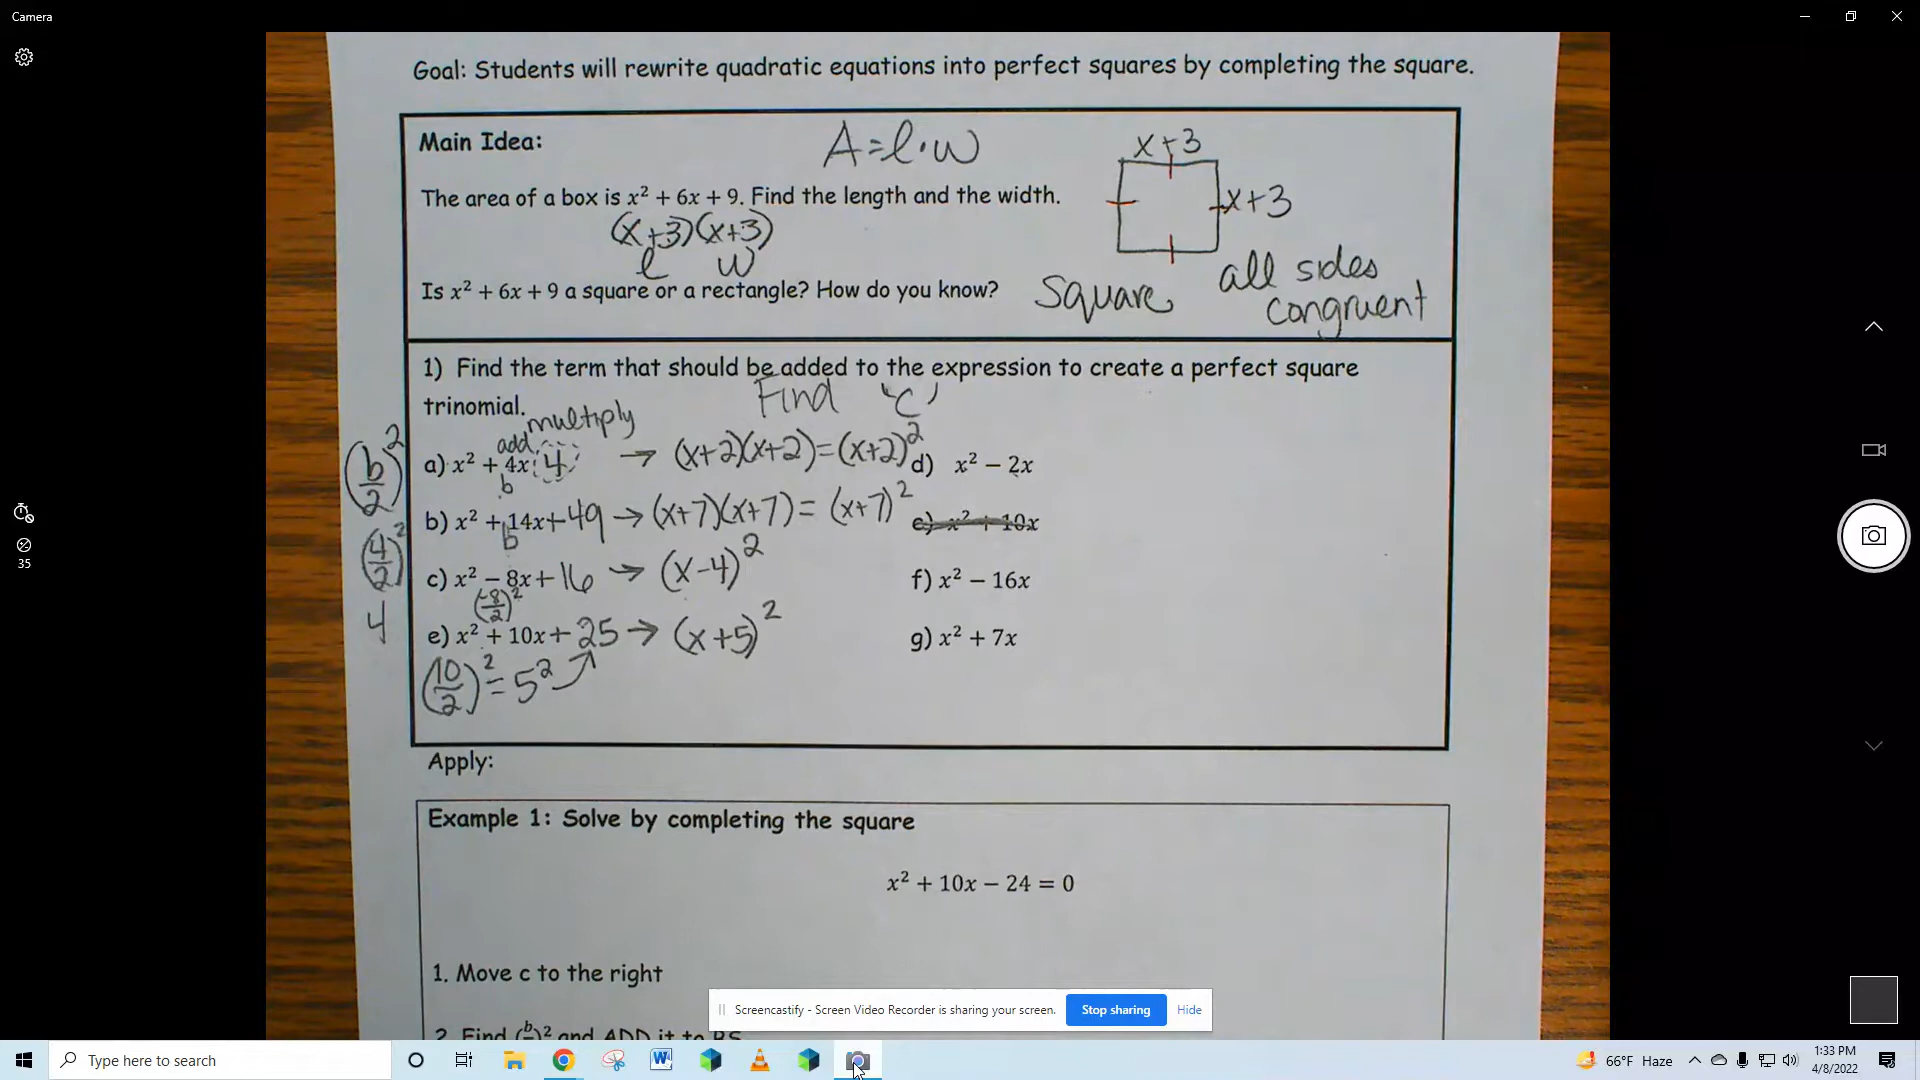 Camera
Goal: Students will rewrite quadratic equations into perfect squares by completing the square.
Main Idea:
A = l · w
x+3
The area of a box is x² + 6x + 9. Find the length and the width.
x+3
(x+3)(x+3)
l w
Is x² + 6x + 9 a square or a rectangle? How do you know?
Square
all sides
congruent
1) Find the term that should be added to the expression to create a perfect square
trinomial.
Find "C"
add multiply
(b/2)²
a) x² + 4x 4 → (x+2)(x+2) = (x+2)²
b
d) x² − 2x
b) x² + 14x + 49 → (x+7)(x+7) = (x+7)²
b
e) x² + 10x
(4/2)²
4
c) x² − 8x + 16 → (x−4)²
(-8/2)²
f) x² − 16x
e) x² + 10x + 25 → (x+5)²
(10/2)² = 5²
g) x² + 7x
Apply:
Example 1: Solve by completing the square
x² + 10x − 24 = 0
1. Move c to the right
Screencastify - Screen Video Recorder is sharing your screen. Stop sharing Hide
35
Type here to search
66°F Haze
1:33 PM
4/8/2022